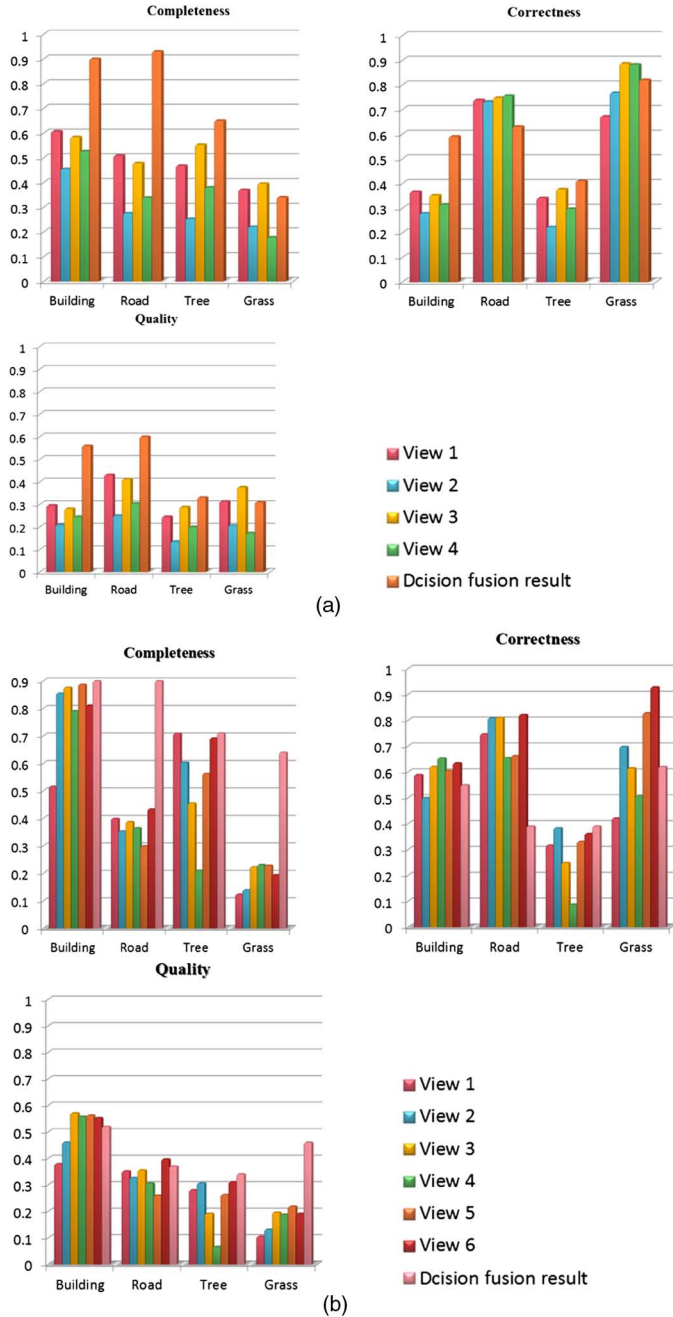 Completeness
1
0.9
0.8
0.7
0.6
0.5
0.4
0.3
0.2
0.1
0
Building Road Tree Grass
Correctness
1
0.9
0.8
0.7
0.6
0.5
0.4
0.3
0.2
0.1
0
Building Road Tree Grass
Quality
1
0.9
0.8
0.7
0.6
0.5
0.4
0.3
0.2
0.1
0
Building Road Tree Grass
View 1
View 2
View 3
View 4
Dcision fusion result
(a)
Completeness
0.9
0.8
0.7
0.6
0.5
0.4
0.3
0.2
0.1
0
Building Road Tree Grass
Correctness
1
0.9
0.8
0.7
0.6
0.5
0.4
0.3
0.2
0.1
0
Building Road Tree Grass
Quality
1
0.9
0.8
0.7
0.6
0.5
0.4
0.3
0.2
0.1
0
Building Road Tree Grass
View 1
View 2
View 3
View 4
View 5
View 6
Dcision fusion result
(b)